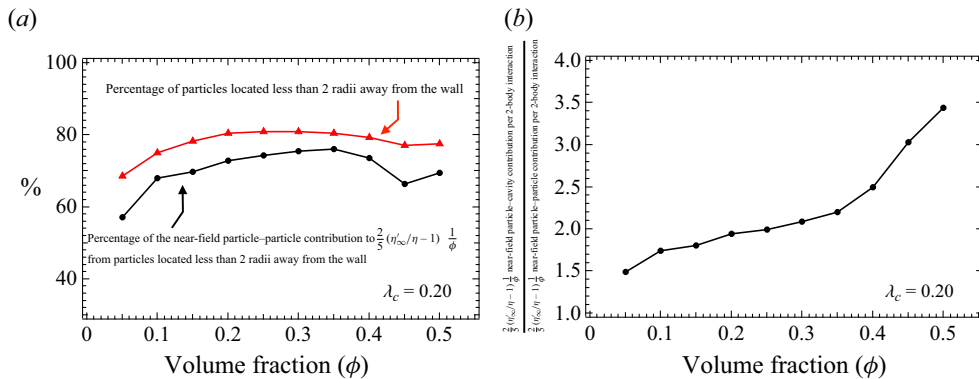 (a)
100
80
60
40
%
Percentage of particles located less than 2 radii away from the wall
Percentage of the near-field particle–particle contribution to 2/5 (η′∞/η − 1) 1/ϕ
from particles located less than 2 radii away from the wall
λc = 0.20
0 0.1 0.2 0.3 0.4 0.5
Volume fraction (ϕ)
(b)
2/5 (η′∞/η − 1) 1/ϕ near-field particle–cavity contribution per 2-body interaction
2/5 (η′∞/η − 1) 1/ϕ near-field particle–particle contribution per 2-body interaction
4.0
3.5
3.0
2.5
2.0
1.5
1.0
λc = 0.20
0 0.1 0.2 0.3 0.4 0.5
Volume fraction (ϕ)